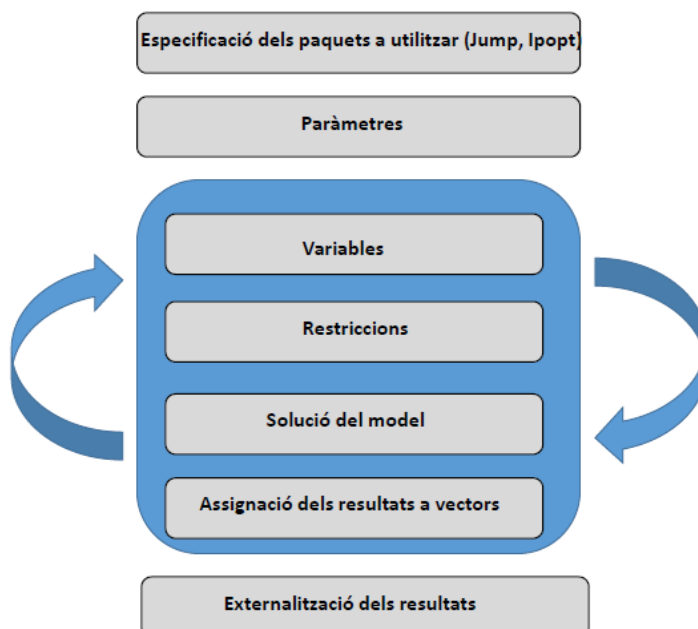 Especificació dels paquets a utilitzar (Jump, Ipopt)
Paràmetres
Variables
Restriccions
Solució del model
Assignació dels resultats a vectors
Externalització dels resultats